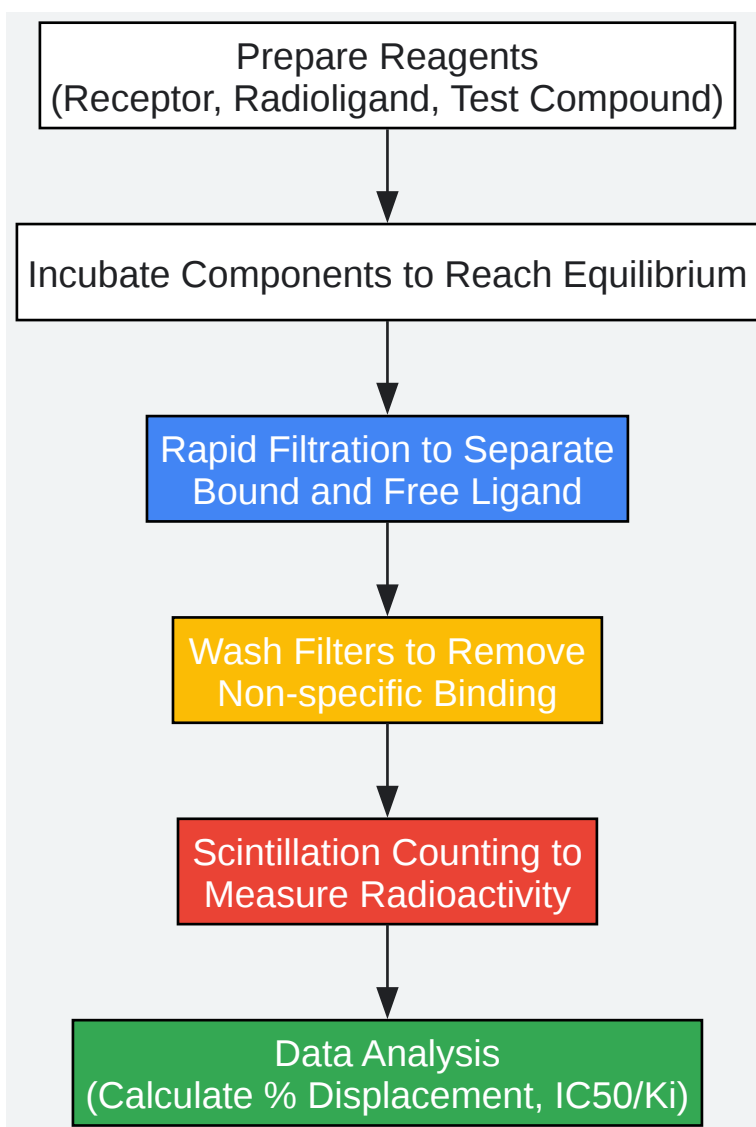 Prepare Reagents
(Receptor, Radioligand, Test Compound)
Incubate Components to Reach Equilibrium
Rapid Filtration to Separate
Bound and Free Ligand
Wash Filters to Remove
Non-specific Binding
Scintillation Counting to
Measure Radioactivity
Data Analysis
(Calculate % Displacement, IC50/Ki)